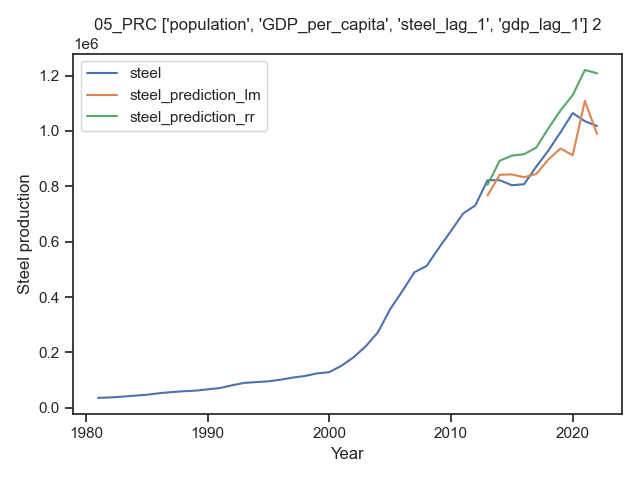 05_PRC ['population', 'GDP_per_capita', 'steel_lag_1', 'gdp_lag_1'] 2
1e6
steel
steel_prediction_lm
steel_prediction_rr
1.2
1.0
0.8
0.6
0.4
0.2
0.0
Steel production
1980 1990 2000 2010 2020
Year